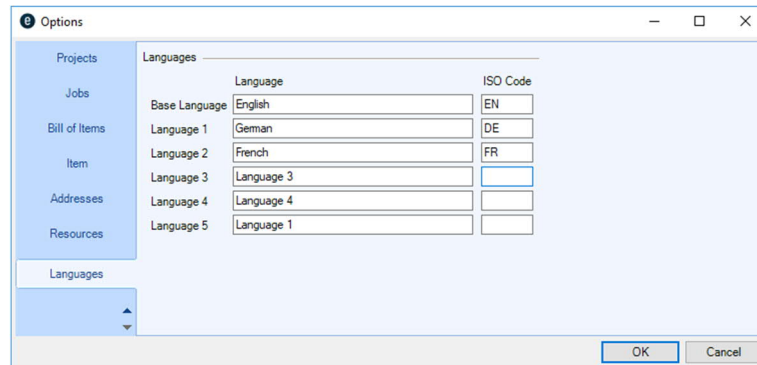 Options
Projects
Jobs
Bill of Items
Item
Addresses
Resources
Languages
Languages
Language ISO Code
Base Language English EN
Language 1 German DE
Language 2 French FR
Language 3 Language 3
Language 4 Language 4
Language 5 Language 1
OK Cancel